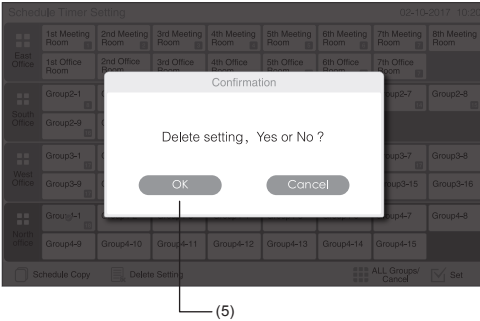 Schedule Timer Setting 02-10-2017 10:20
East Office
1st Meeting Room 2nd Meeting Room 3rd Meeting Room 4th Meeting Room 5th Meeting Room 6th Meeting Room 7th Meeting Room 8th Meeting Room
1st Office Room 2nd Office Room 3rd Office Room 4th Office Room 5th Office Room 6th Office Room 7th Office Room
Confirmation
South Office
Group2-1 Group2-7 Group2-8
Group2-9
Delete setting, Yes or No ?
West Office
Group3-1 Group3-7 Group3-8
Group3-9 Group3-15 Group3-16
OK Cancel
North office
Group4-1 Group4-7 Group4-8
Group4-9 Group4-10 Group4-11 Group4-12 Group4-13 Group4-14 Group4-15
Schedule Copy Delete Setting ALL Groups/ Cancel Set
(5)